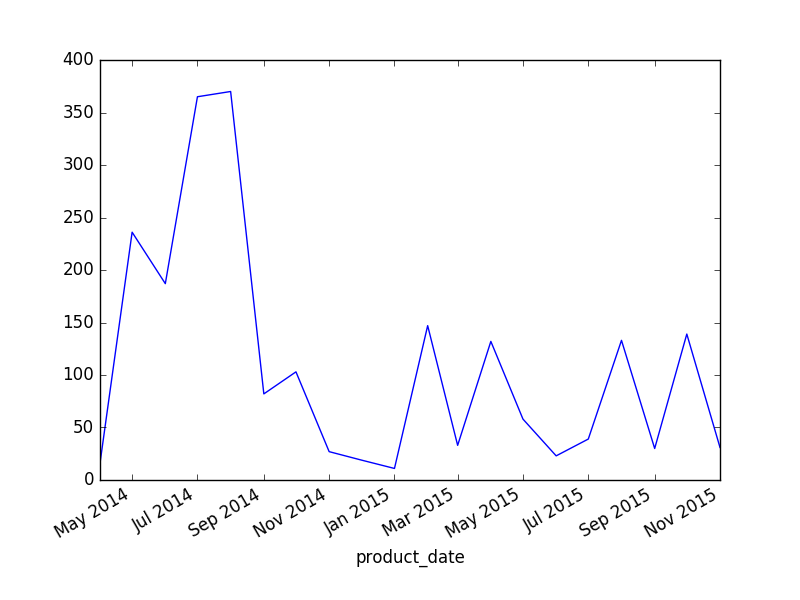 400
350
300
250
200
150
100
50
0
May 2014
Jul 2014
Sep 2014
Nov 2014
Jan 2015
Mar 2015
May 2015
Jul 2015
Sep 2015
Nov 2015
product_date